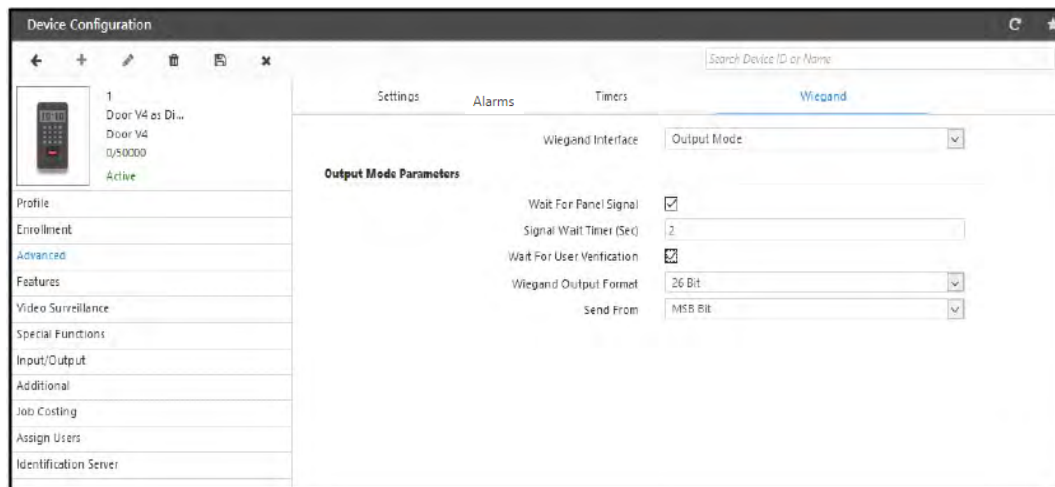 Device Configuration
Search Device ID or Name
1
Door V4 as Di...
Door V4
0/50000
Active
Profile
Enrollment
Advanced
Features
Video Surveillance
Special Functions
Input/Output
Additional
Job Costing
Assign Users
Identification Server
Settings Alarms Timers Wiegand
Wiegand Interface Output Mode
Output Mode Parameters
Wait For Panel Signal
Signal Wait Timer (Sec) 2
Wait For User Verification
Wiegand Output Format 26 Bit
Send From MSB Bit